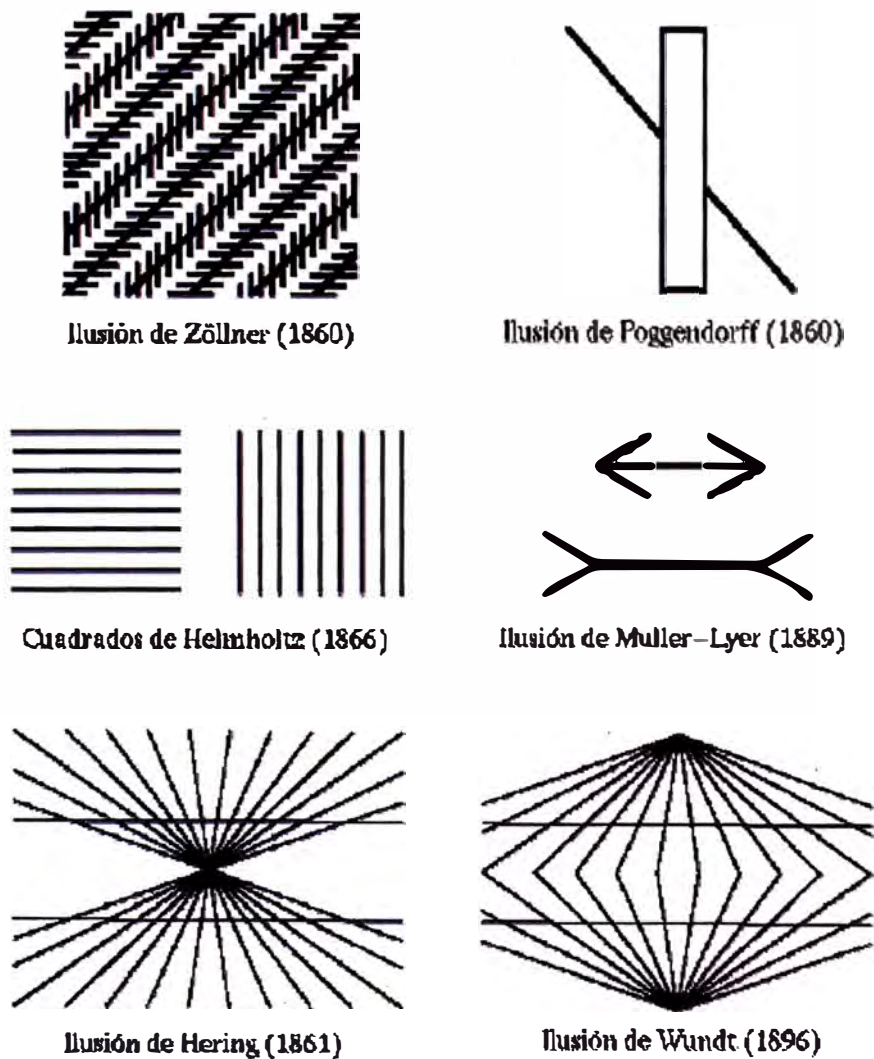 Ilusión de Zöllner (1860)
Ilusión de Poggendorff (1860)
Cuadrados de Helmholtz (1866)
Ilusión de Muller-Lyer (1889)
Ilusión de Hering (1861)
Ilusión de Wundt (1896)